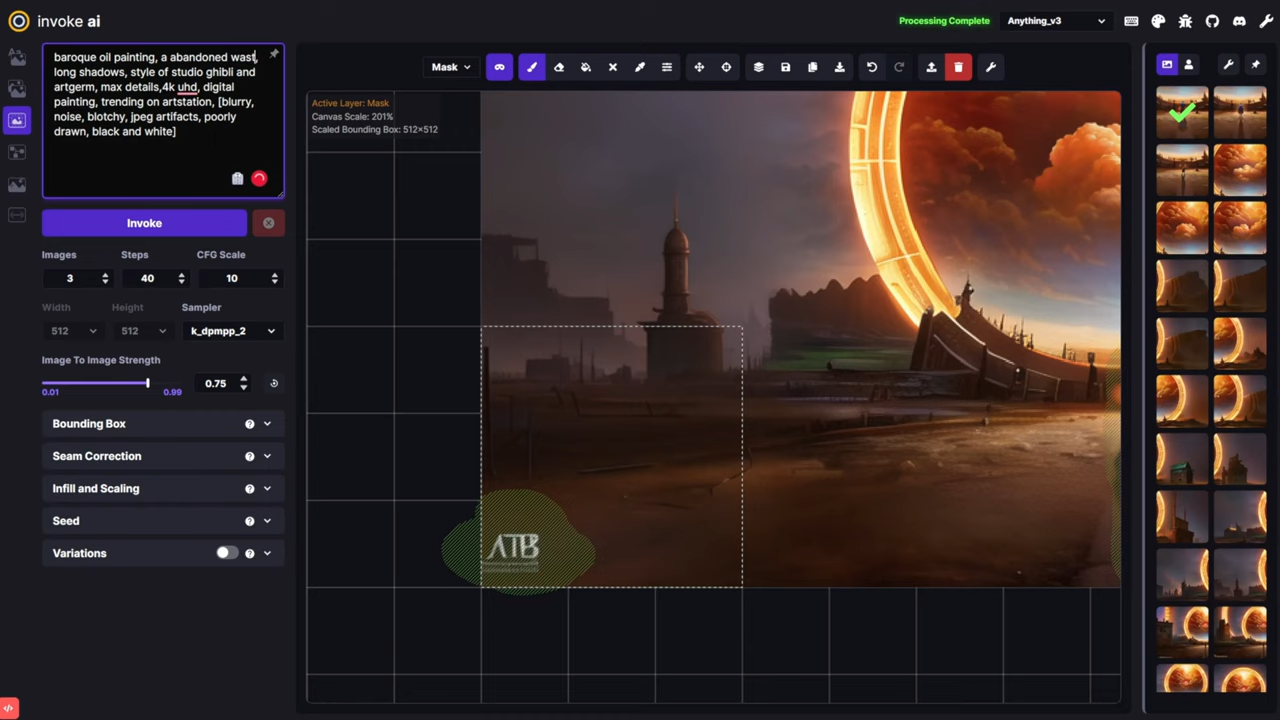 invoke ai
Processing Complete
Anything_v3
baroque oil painting, a abandoned wast,
long shadows, style of studio ghibli and
artgerm, max details,4k uhd, digital
painting, trending on artstation, [blurry,
noise, blotchy, jpeg artifacts, poorly
drawn, black and white]
Mask
Active Layer: Mask
Canvas Scale: 201%
Scaled Bounding Box: 512×512
Invoke
Images
Steps
CFG Scale
3
40
10
Width
Height
Sampler
512
512
k_dpmpp_2
Image To Image Strength
0.75
0.01
0.99
Bounding Box
Seam Correction
Infill and Scaling
Seed
Variations